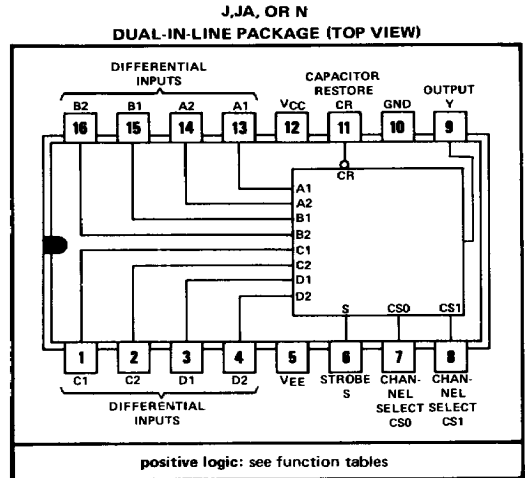 J,JA, OR N
DUAL-IN-LINE PACKAGE (TOP VIEW)
DIFFERENTIAL INPUTS
CAPACITOR RESTORE
OUTPUT
B2 B1 A2 A1 VCC CR GND Y
16 15 14 13 12 11 10 9
CR
A1
A2
B1
B2
C1
C2
D1
D2
S CS0 CS1
1 2 3 4 5 6 7 8
C1 C2 D1 D2 VEE STROBE S CHAN-NEL SELECT CS0 CHAN-NEL SELECT CS1
DIFFERENTIAL INPUTS
positive logic: see function tables